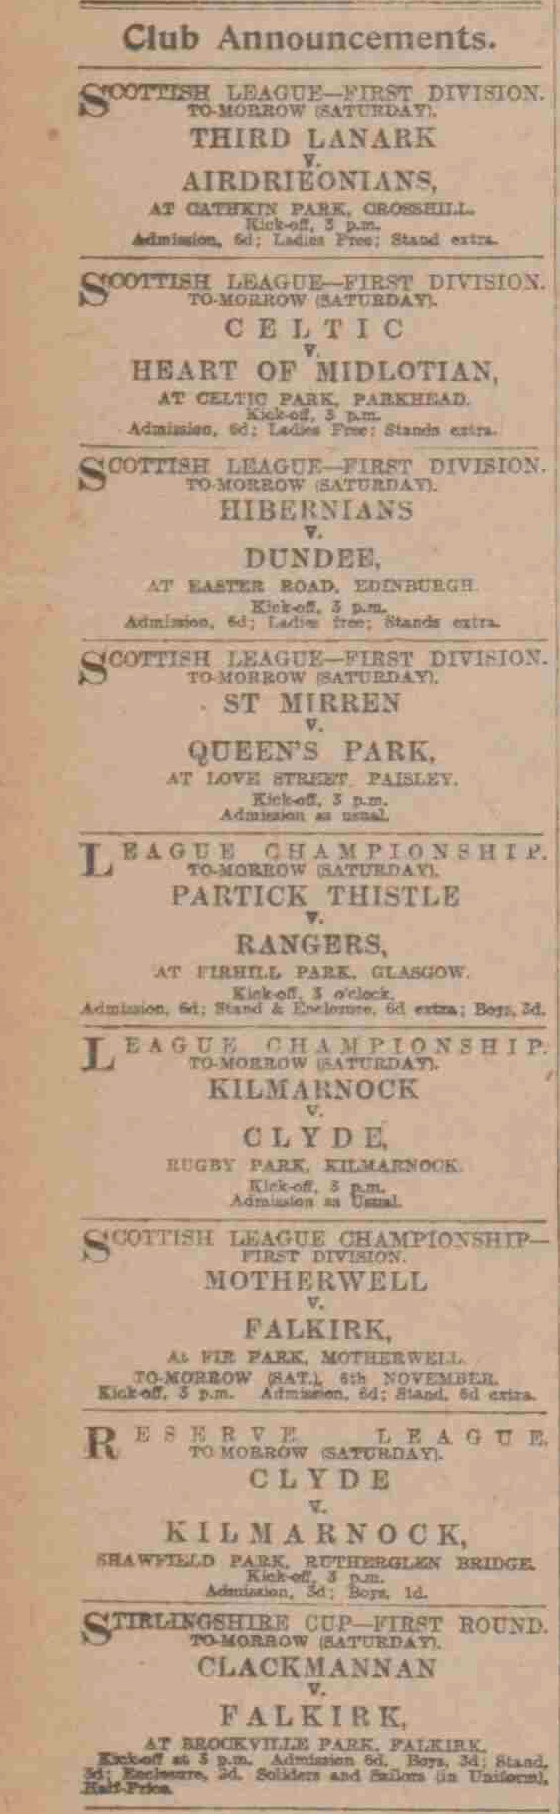 Club Announcements.
SCOTTISH LEAGUE—FIRST DIVISION.
TO-MORROW (SATURDAY).
THIRD LANARK
v.
AIRDRIEONIANS,
AT CATHKIN PARK, CROSSHILL.
Kick-off, 3 p.m.
Admission, 6d; Ladies Free; Stand extra.
SCOTTISH LEAGUE—FIRST DIVISION.
TO-MORROW (SATURDAY).
CELTIC
v.
HEART OF MIDLOTIAN,
AT CELTIC PARK, PARKHEAD.
Kick-off, 3 p.m.
Admission, 6d; Ladies Free; Stands extra.
SCOTTISH LEAGUE—FIRST DIVISION.
TO-MORROW (SATURDAY).
HIBERNIANS
v.
DUNDEE,
AT EASTER ROAD, EDINBURGH.
Kick-off, 3 p.m.
Admission, 6d; Ladies free; Stands extra.
SCOTTISH LEAGUE—FIRST DIVISION.
TO-MORROW (SATURDAY).
ST MIRREN
v.
QUEEN'S PARK,
AT LOVE STREET, PAISLEY.
Kick-off, 3 p.m.
Admission as usual.
LEAGUE CHAMPIONSHIP.
TO-MORROW (SATURDAY).
PARTICK THISTLE
v.
RANGERS,
AT FIRHILL PARK, GLASGOW.
Kick-off, 3 o'clock.
Admission, 6d; Stand & Enclosure, 6d extra; Boys, 3d.
LEAGUE CHAMPIONSHIP.
TO-MORROW (SATURDAY).
KILMARNOCK
v.
CLYDE,
RUGBY PARK, KILMARNOCK.
Kick-off, 3 p.m.
Admission as Usual.
SCOTTISH LEAGUE CHAMPIONSHIP—
FIRST DIVISION.
MOTHERWELL
v.
FALKIRK,
At FIR PARK, MOTHERWELL.
TO-MORROW (SAT.), 6th NOVEMBER.
Kick-off, 3 p.m. Admission, 6d; Stand, 6d extra.
RESERVE LEAGUE.
TO MORROW (SATURDAY).
CLYDE
v.
KILMARNOCK,
SHAWFIELD PARK, RUTHERGLEN BRIDGE.
Kick-off, 3 p.m.
Admission, 3d; Boys, 1d.
STIRLINGSHIRE CUP—FIRST ROUND.
TO-MORROW (SATURDAY).
CLACKMANNAN
v.
FALKIRK,
AT BROCKVILLE PARK, FALKIRK.
Kick-off at 3 p.m. Admission 6d, Boys, 3d; Stand,
3d; Enclosure, 2d. Soliders and Sailors (in Uniform),
Half-Price.